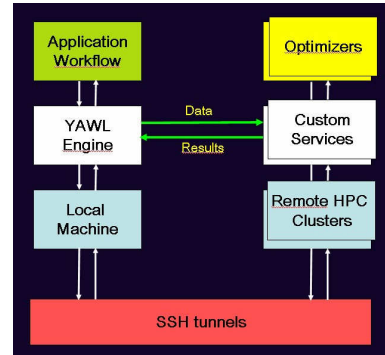 Application
Workflow
Optimizers
YAWL
Engine
Data
Results
Custom
Services
Local
Machine
Remote HPC
Clusters
SSH tunnels